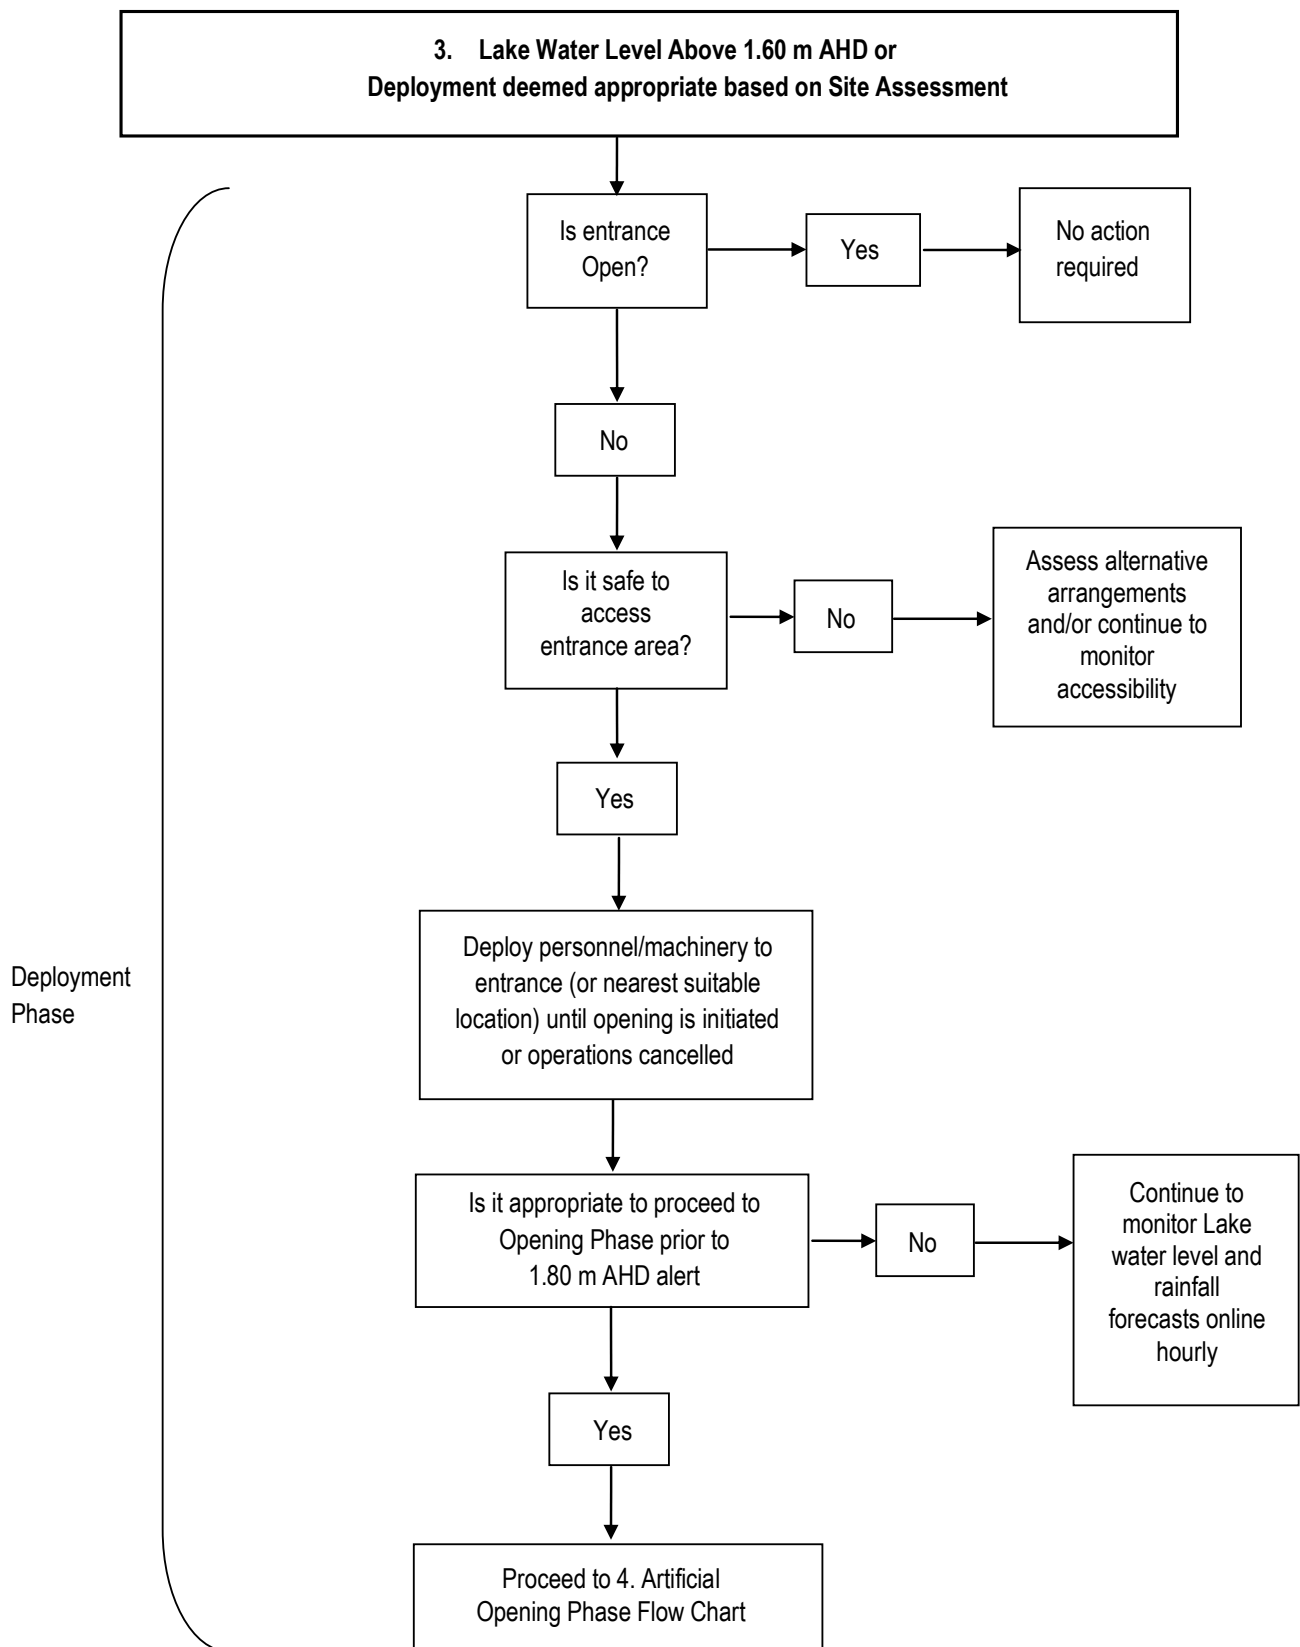 3. Lake Water Level Above 1.60 m AHD or
Deployment deemed appropriate based on Site Assessment
Is entrance
Open?
Yes
No action
required
No
Is it safe to
access
entrance area?
No
Assess alternative
arrangements
and/or continue to
monitor
accessibility
Yes
Deploy personnel/machinery to
entrance (or nearest suitable
location) until opening is initiated
or operations cancelled
Deployment
Phase
Is it appropriate to proceed to
Opening Phase prior to
1.80 m AHD alert
No
Continue to
monitor Lake
water level and
rainfall
forecasts online
hourly
Yes
Proceed to 4. Artificial
Opening Phase Flow Chart